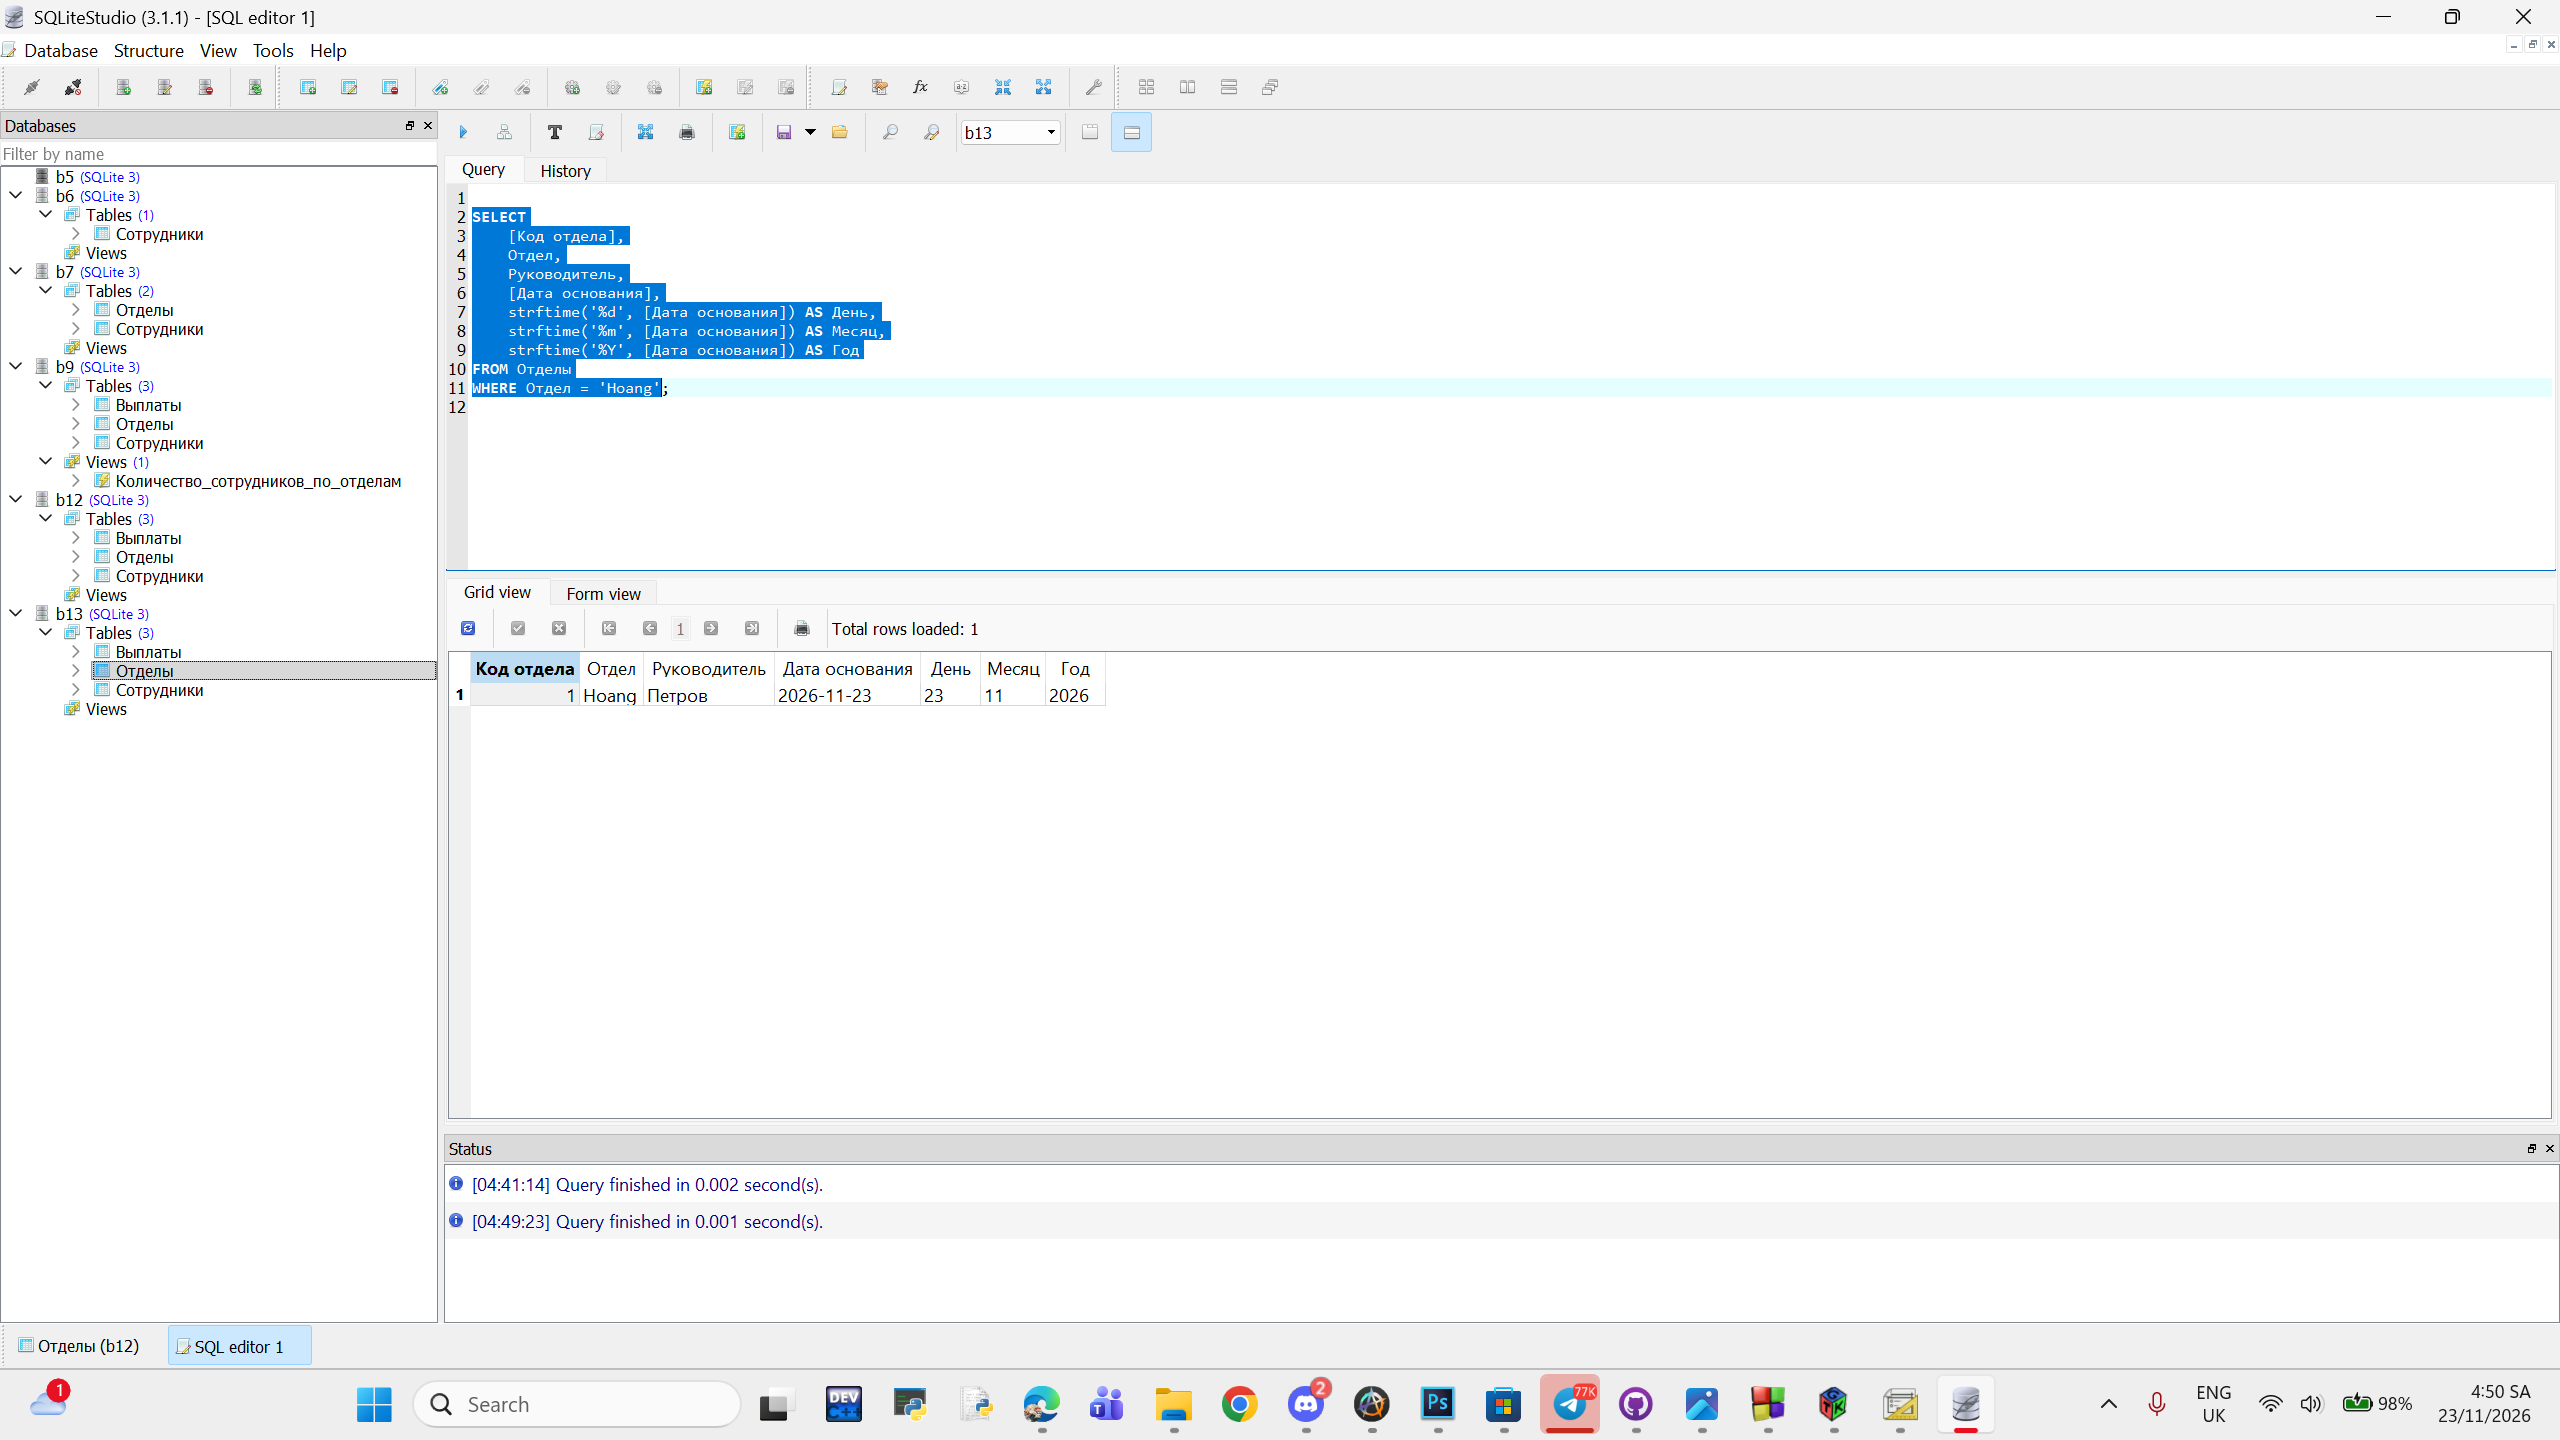 SQLiteStudio (3.1.1) - [SQL editor 1]
Database Structure View Tools Help
Databases
Filter by name
b5 (SQLite 3)
b6 (SQLite 3)
Tables (1)
Сотрудники
Views
b7 (SQLite 3)
Tables (2)
Отделы
Сотрудники
Views
b9 (SQLite 3)
Tables (3)
Выплаты
Отделы
Сотрудники
Views (1)
Количество_сотрудников_по_отделам
b12 (SQLite 3)
Tables (3)
Выплаты
Отделы
Сотрудники
Views
b13 (SQLite 3)
Tables (3)
Выплаты
Отделы
Сотрудники
Views
b13
Query History
1
2 SELECT
3 [Код отдела],
4 Отдел,
5 Руководитель,
6 [Дата основания],
7 strftime('%d', [Дата основания]) AS День,
8 strftime('%m', [Дата основания]) AS Месяц,
9 strftime('%Y', [Дата основания]) AS Год
10 FROM Отделы
11 WHERE Отдел = 'Hoang';
12
Grid view Form view
1 Total rows loaded: 1
Код отдела Отдел Руководитель Дата основания День Месяц Год
1 1 Hoang Петров 2026-11-23 23 11 2026
Status
[04:41:14] Query finished in 0.002 second(s).
[04:49:23] Query finished in 0.001 second(s).
Отделы (b12) SQL editor 1
1
Search
DEV C++
T
2
Ps
77K
ENG
UK
98%
4:50 SA
23/11/2026